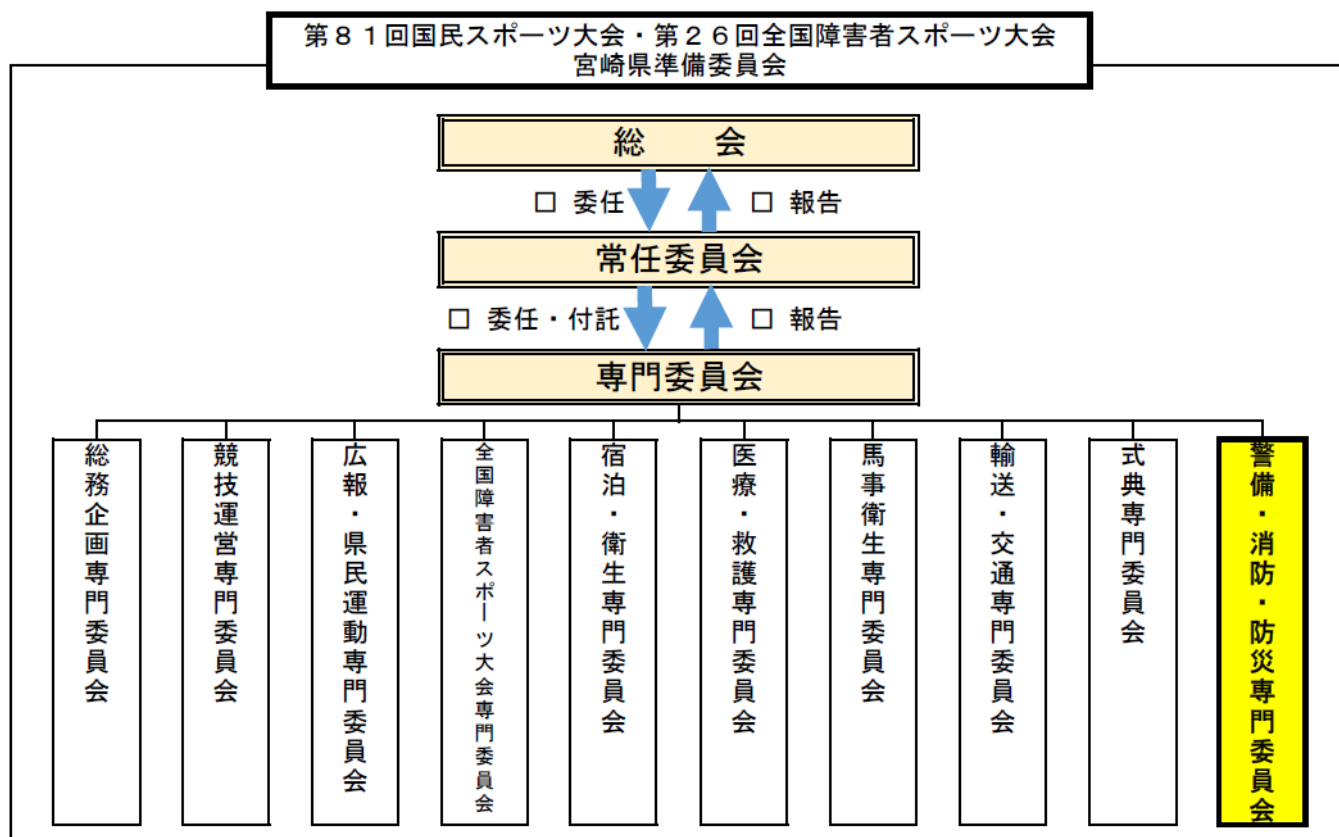 第８１回国民スポーツ大会・第２６回全国障害者スポーツ大会
宮崎県準備委員会
総　会
□ 委任
□ 報告
常任委員会
□ 委任・付託
□ 報告
専門委員会
総務企画専門委員会
競技運営専門委員会
広報・県民運動専門委員会
全国障害者スポーツ大会専門委員会
宿泊・衛生専門委員会
医療・救護専門委員会
馬事衛生専門委員会
輸送・交通専門委員会
式典専門委員会
警備・消防・防災専門委員会